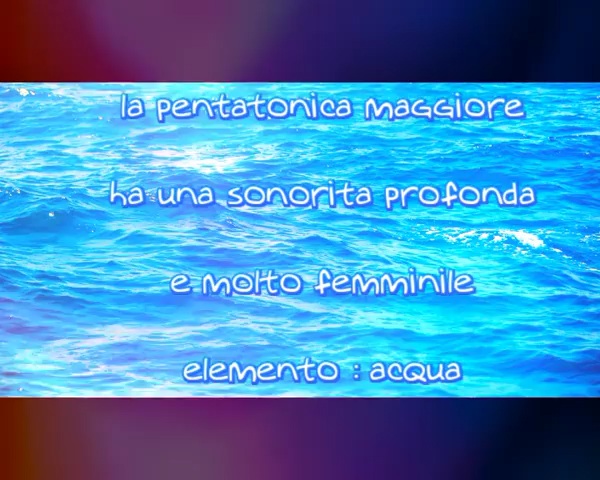 la pentatonica maggiore
ha una sonorita profonda
e molto femminile
elemento : acqua